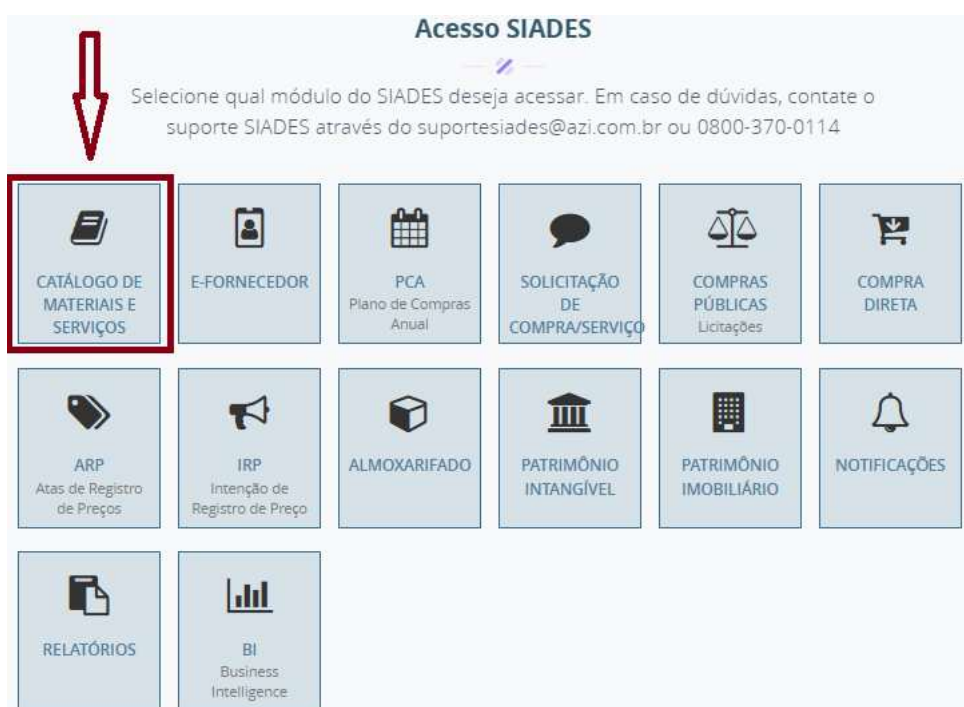 Acesso SIADES
Selecione qual módulo do SIADES deseja acessar. Em caso de dúvidas, contate o
suporte SIADES através do suportesiades@azi.com.br ou 0800-370-0114
CATÁLOGO DE
MATERIAIS E
SERVIÇOS
E-FORNECEDOR
PCA
Plano de Compras
Anual
SOLICITAÇÃO
DE
COMPRA/SERVIÇO
COMPRAS
PÚBLICAS
Licitações
COMPRA
DIRETA
ARP
Atas de Registro
de Preços
IRP
Intenção de
Registro de Preço
ALMOXARIFADO
PATRIMÔNIO
INTANGÍVEL
PATRIMÔNIO
IMOBILIÁRIO
NOTIFICAÇÕES
RELATÓRIOS
BI
Business
Intelligence